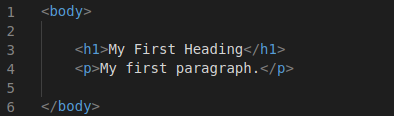 1 <body>
2
3 <h1>My First Heading</h1>
4 <p>My first paragraph.</p>
5
6 </body>